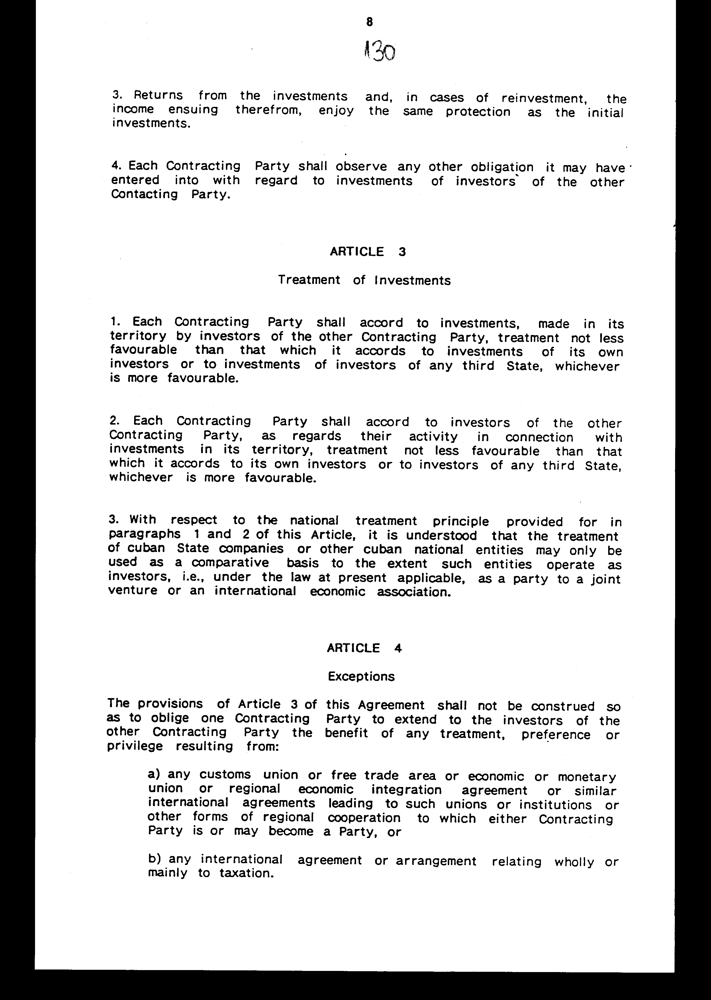 8
130
3. Returns from the investments and, in cases of reinvestment, the
income ensuing therefrom, enjoy the same protection as the initial
investments.
4. Each Contracting Party shall observe any other obligation it may have
entered into with regard to investments of investors of the other
Contacting Party.
ARTICLE 3
Treatment of Investments
1. Each Contracting Party shall accord to investments, made in its
territory by investors of the other Contracting Party, treatment not less
favourable than that which it accords to investments of its own
investors or to investments of investors of any third State, whichever
is more favourable.
2. Each Contracting Party shall accord to investors of the other
Contracting Party, as regards their activity in connection with
investments in its territory, treatment not less favourable than that
which it accords to its own investors or to investors of any third State,
whichever is more favourable.
3. With respect to the national treatment principle provided for in
paragraphs 1 and 2 of this Article, it is understood that the treatment
of cuban State companies or other cuban national entities may only be
used as a comparative basis to the extent such entities operate as
investors, i.e., under the law at present applicable, as a party to a joint
venture or an international economic association.
ARTICLE 4
Exceptions
The provisions of Article 3 of this Agreement shall not be construed so
as to oblige one Contracting Party to extend to the investors of the
other Contracting Party the benefit of any treatment, preference or
privilege resulting from:
a) any customs union or free trade area or economic or monetary
union or regional economic integration agreement or similar
international agreements leading to such unions or institutions or
other forms of regional cooperation to which either Contracting
Party is or may become a Party, or
b) any international agreement or arrangement relating wholly or
mainly to taxation.